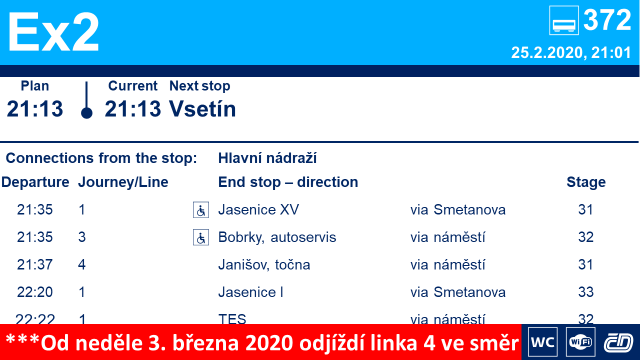 Ex2
372
25.2.2020, 21:01
Plan Current Next stop
21:13 21:13 Vsetín
Connections from the stop: Hlavní nádraží
Departure Journey/Line End stop – direction Stage
21:35 1 Jasenice XV via Smetanova 31
21:35 3 Bobrky, autoservis via náměstí 32
21:37 4 Janišov, točna via náměstí 31
22:20 1 Jasenice I via Smetanova 33
22:22 1 TES via náměstí 32
***Od neděle 3. března 2020 odjíždí linka 4 ve směr WC WiFi ČD